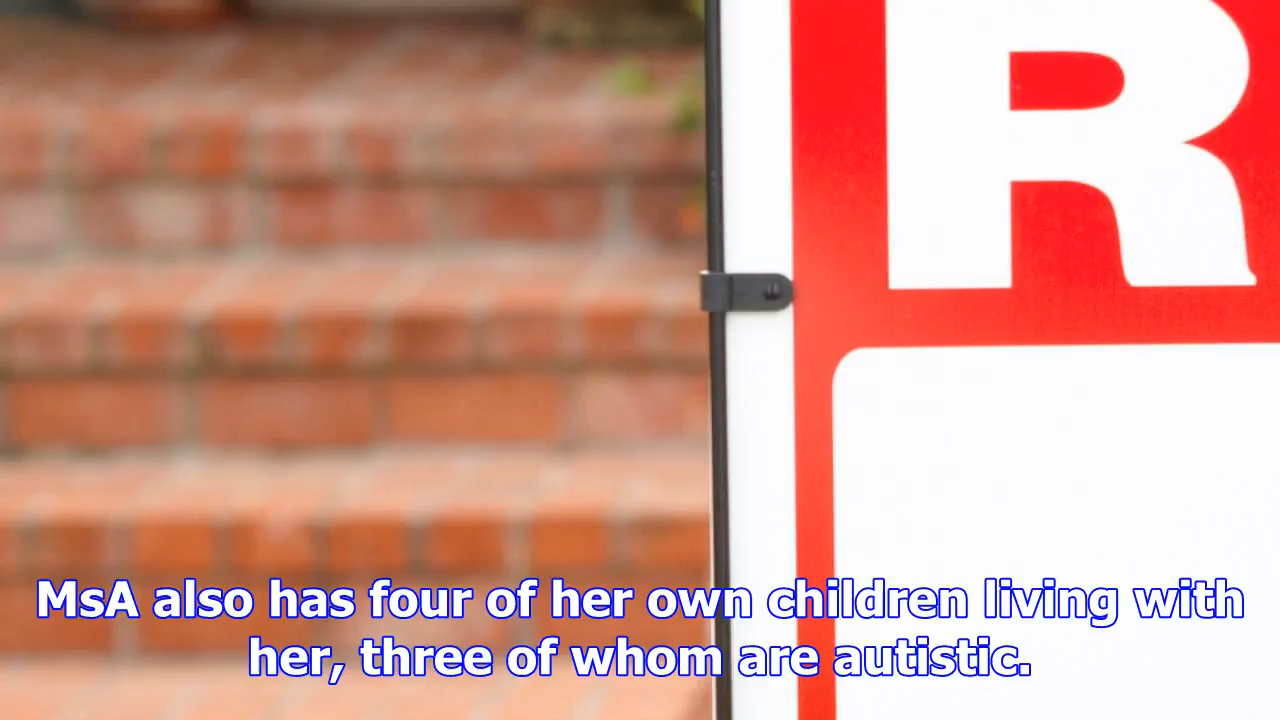 R
MsA also has four of her own children living with
her, three of whom are autistic.